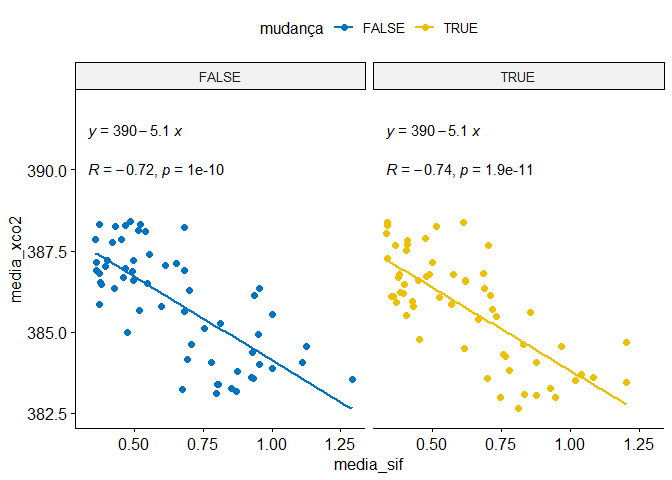 mudança FALSE TRUE
FALSE TRUE
y = 390 − 5.1 x
R = −0.72, p = 1e-10
y = 390 − 5.1 x
R = −0.74, p = 1.9e-11
media_xco2
390.0
387.5
385.0
382.5
0.50 0.75 1.00 1.25
0.50 0.75 1.00 1.25
media_sif